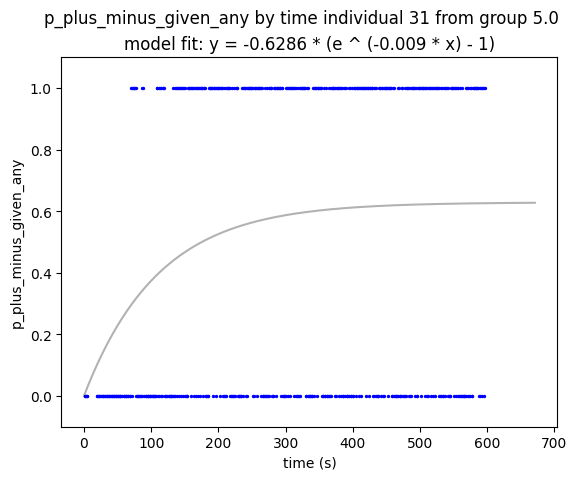 p_plus_minus_given_any by time individual 31 from group 5.0
model fit: y = -0.6286 * (e ^ (-0.009 * x) - 1)
p_plus_minus_given_any
1.0
0.8
0.6
0.4
0.2
0.0
0 100 200 300 400 500 600 700
time (s)